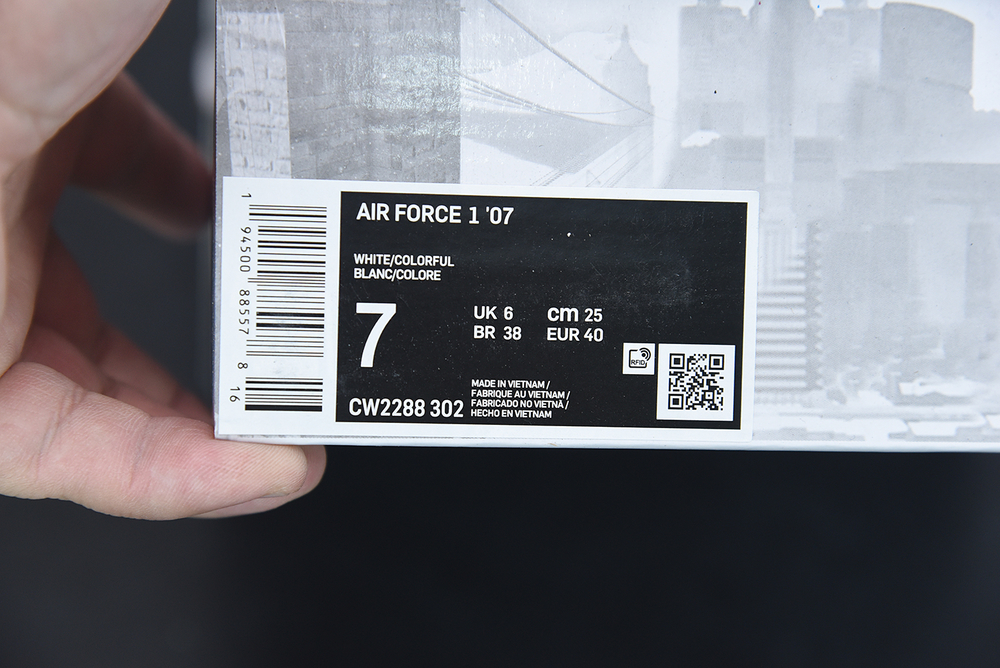 AIR FORCE 1 '07
WHITE/COLORFUL
BLANC/COLORE
7
UK 6 cm 25
BR 38 EUR 40
RFID
MADE IN VIETNAM /
FABRIQUE AU VIETNAM /
FABRICADO NO VIETNÃ /
HECHO EN VIETNAM
CW2288 302
1 94500 88557 8 16